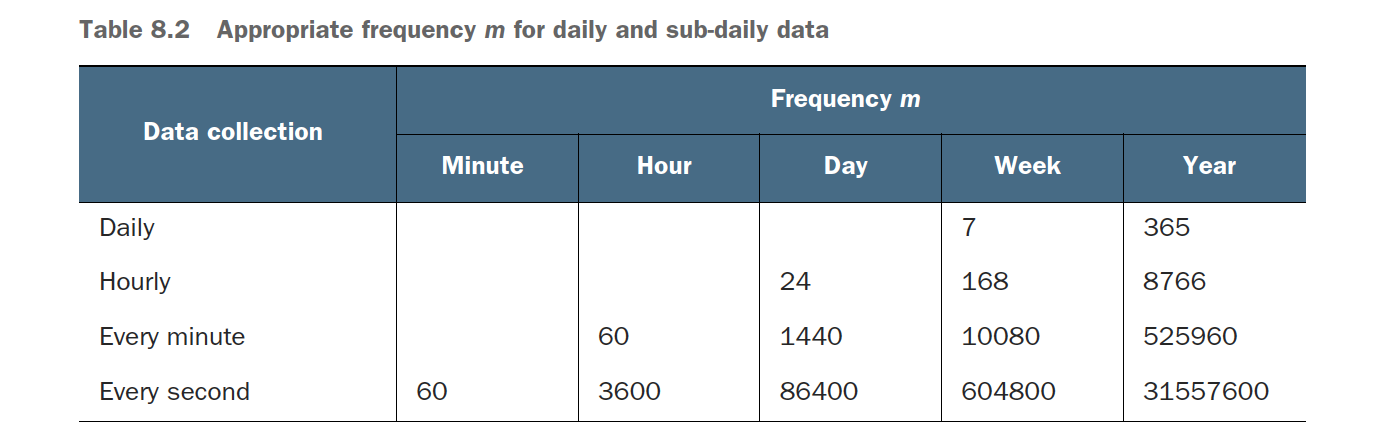 Table 8.2 Appropriate frequency m for daily and sub-daily data
Data collection
Frequency m
Minute Hour Day Week Year
Daily 7 365
Hourly 24 168 8766
Every minute 60 1440 10080 525960
Every second 60 3600 86400 604800 31557600